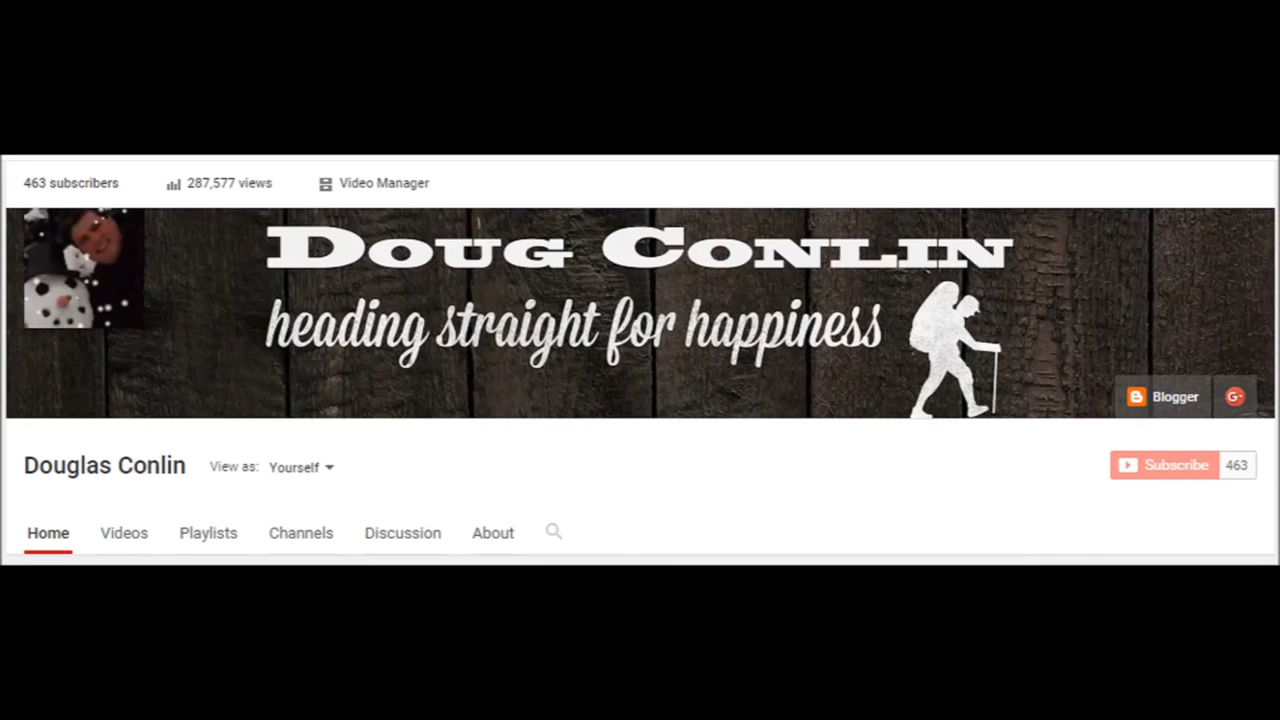 463 subscribers 287,577 views Video Manager
DOUG CONLIN
heading straight for happiness
Blogger G+
Douglas Conlin View as: Yourself Subscribe 463
Home Videos Playlists Channels Discussion About